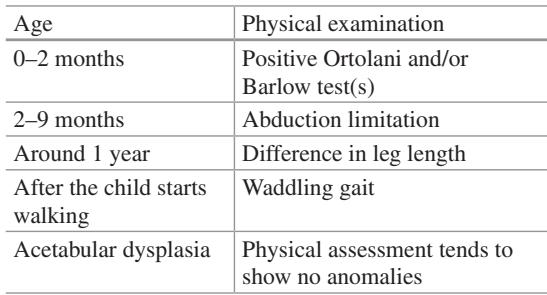 Age Physical examination
0–2 months Positive Ortolani and/or
Barlow test(s)
2–9 months Abduction limitation
Around 1 year Difference in leg length
After the child starts Waddling gait
walking
Acetabular dysplasia Physical assessment tends to
show no anomalies